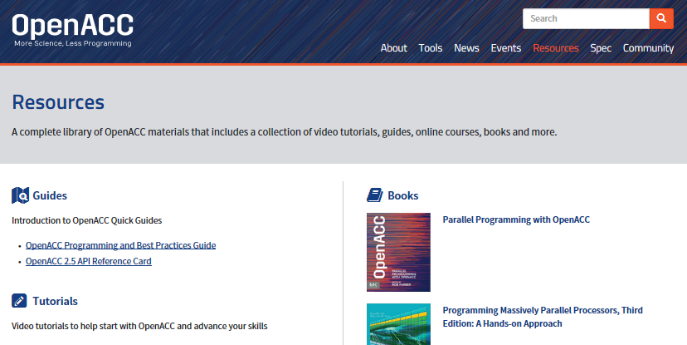 OpenACC
More Science, Less Programming
Search
About Tools News Events Resources Spec Community
Resources
A complete library of OpenACC materials that includes a collection of video tutorials, guides, online courses, books and more.
Guides
Introduction to OpenACC Quick Guides
• OpenACC Programming and Best Practices Guide
• OpenACC 2.5 API Reference Card
Tutorials
Video tutorials to help start with OpenACC and advance your skills
Books
OpenACC
Parallel Programming with OpenACC
Programming Massively Parallel Processors, Third
Edition: A Hands-on Approach